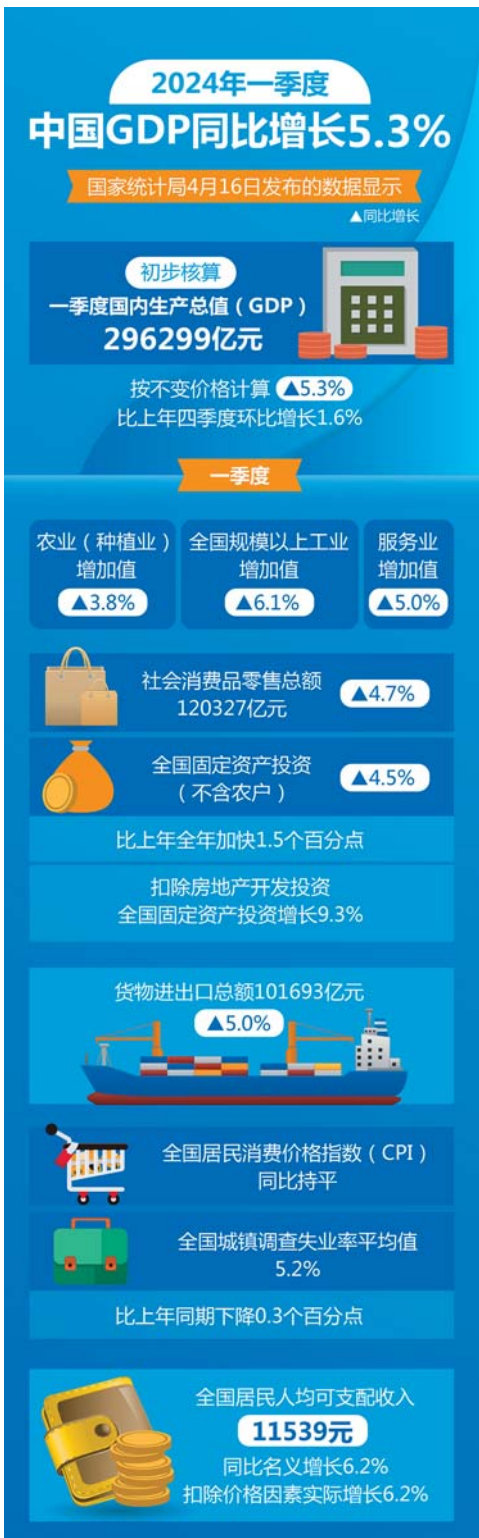 2024年一季度
中国GDP同比增长5.3%
国家统计局4月16日发布的数据显示
▲同比增长
初步核算
一季度国内生产总值（GDP）
296299亿元
按不变价格计算 ▲5.3%
比上年四季度环比增长1.6%
一季度
农业（种植业）
增加值
▲3.8%
全国规模以上工业
增加值
▲6.1%
服务业
增加值
▲5.0%
社会消费品零售总额
120327亿元
▲4.7%
全国固定资产投资
（不含农户）
▲4.5%
比上年全年加快1.5个百分点
扣除房地产开发投资
全国固定资产投资增长9.3%
货物进出口总额101693亿元
▲5.0%
全国居民消费价格指数（CPI）
同比持平
全国城镇调查失业率平均值
5.2%
比上年同期下降0.3个百分点
全国居民人均可支配收入
11539元
同比名义增长6.2%
扣除价格因素实际增长6.2%